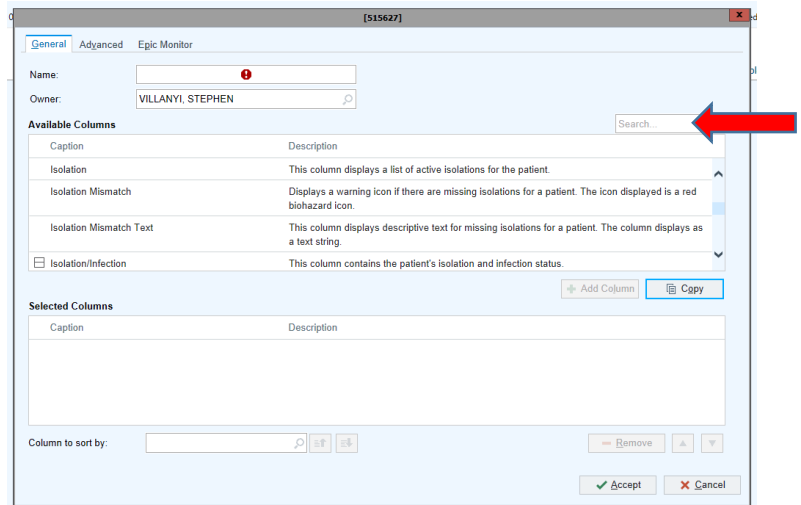 [515627]
x
General Advanced Epic Monitor
Name:
Owner: VILLANYI, STEPHEN
Available Columns Search...
Caption Description
Isolation This column displays a list of active isolations for the patient.
Isolation Mismatch Displays a warning icon if there are missing isolations for a patient. The icon displayed is a red
biohazard icon.
Isolation Mismatch Text This column displays descriptive text for missing isolations for a patient. The column displays as
a text string.
Isolation/Infection This column contains the patient's isolation and infection status.
Add Column Copy
Selected Columns
Caption Description
Column to sort by: Remove
Accept Cancel